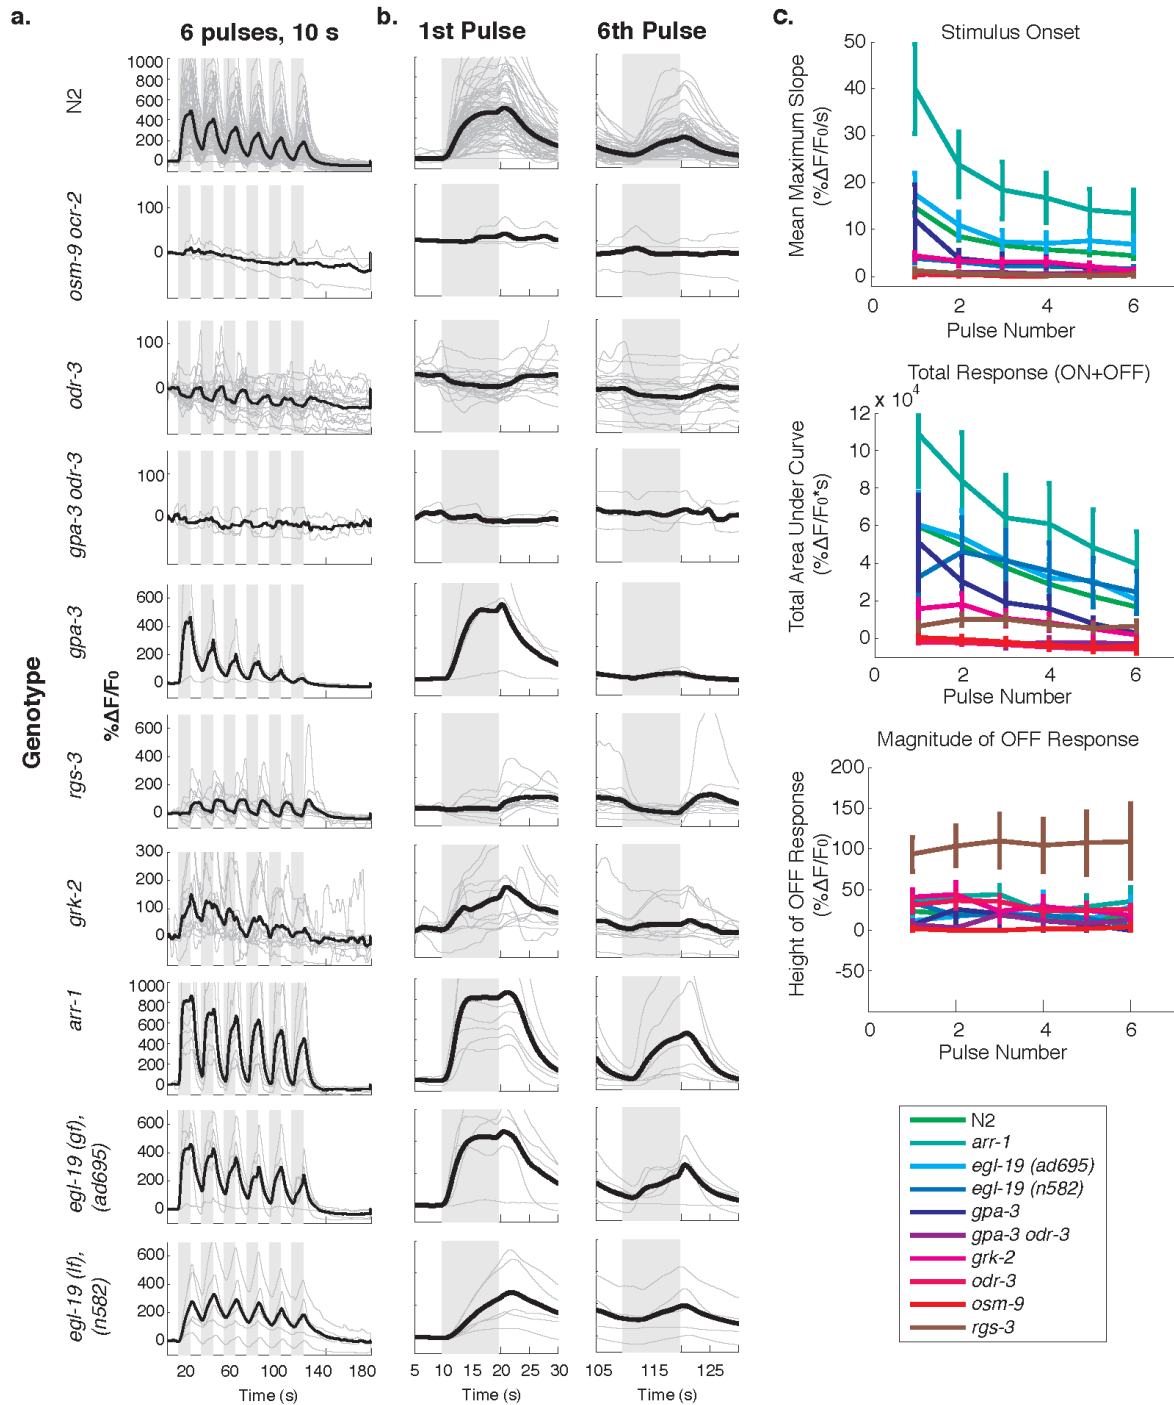 a.
6 pulses, 10 s
b.
1st Pulse
6th Pulse
c.
Genotype
%ΔF/F0
N2
1000
800
600
400
200
0
osm-9 ocr-2
100
0
odr-3
100
0
gpa-3 odr-3
100
0
gpa-3
600
400
200
0
rgs-3
600
400
200
0
grk-2
300
200
100
0
arr-1
1000
800
600
400
200
0
egl-19 (gf),
(ad695)
600
400
200
0
egl-19 (lf),
(n582)
600
400
200
0
20 60 140 180
Time (s)
5 10 15 20 25 30
Time (s)
105 115 125
Time (s)
Stimulus Onset
Mean Maximum Slope
(%ΔF/F0/s)
50
40
30
20
10
0
0 2 4 6
Pulse Number
Total Response (ON+OFF)
x 10⁴
Total Area Under Curve
(%ΔF/F0*s)
12
10
8
6
4
2
0
0 2 4 6
Pulse Number
Magnitude of OFF Response
Height of OFF Response
(%ΔF/F0)
200
150
100
50
0
-50
0 2 4 6
Pulse Number
N2
arr-1
egl-19 (ad695)
egl-19 (n582)
gpa-3
gpa-3 odr-3
grk-2
odr-3
osm-9
rgs-3